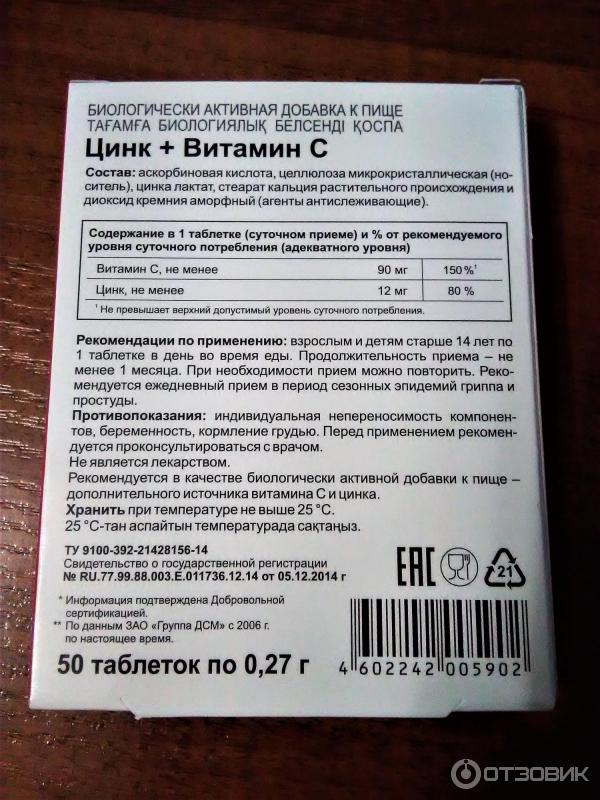 БИОЛОГИЧЕСКИ АКТИВНАЯ ДОБАВКА К ПИЩЕ
ТАҒАМҒА БИОЛОГИЯЛЫҚ БЕЛСЕНДІ ҚОСПА
Цинк + Витамин С
Состав: аскорбиновая кислота, целлюлоза микрокристаллическая (но-
ситель), цинка лактат, стеарат кальция растительного происхождения и
диоксид кремния аморфный (агенты антислеживающие).
Содержание в 1 таблетке (суточном приеме) и % от рекомендуемого
уровня суточного потребления (адекватного уровня)
Витамин С, не менее 90 мг 150 %¹
Цинк, не менее 12 мг 80 %
¹ Не превышает верхний допустимый уровень суточного потребления.
Рекомендации по применению: взрослым и детям старше 14 лет по
1 таблетке в день во время еды. Продолжительность приема – не
менее 1 месяца. При необходимости прием можно повторить. Реко-
мендуется ежедневный прием в период сезонных эпидемий гриппа и
простуды.
Противопоказания: индивидуальная непереносимость компонен-
тов, беременность, кормление грудью. Перед применением рекомен-
дуется проконсультироваться с врачом.
Не является лекарством.
Рекомендуется в качестве биологически активной добавки к пище –
дополнительного источника витамина С и цинка.
Хранить при температуре не выше 25 °С.
25 °С-тан аспайтын температурада сақтаңыз.
ТУ 9100-392-21428156-14
Свидетельство о государственной регистрации
№ RU.77.99.88.003.Е.011736.12.14 от 05.12.2014 г
EAC
21
* Информация подтверждена Добровольной
сертификацией.
** По данным ЗАО «Группа ДСМ» с 2006 г.
по настоящее время.
50 таблеток по 0,27 г
4 602242 005902
ОТЗОВИК